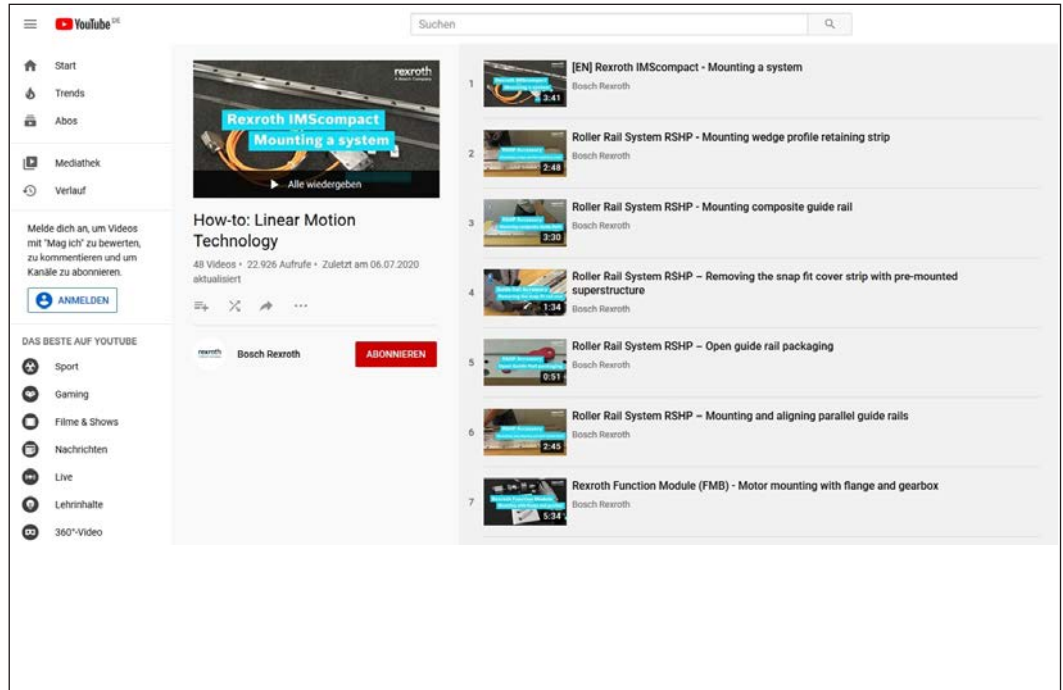 YouTube DE
Suchen
Start
Trends
Abos
Mediathek
Verlauf
Melde dich an, um Videos
mit "Mag ich" zu bewerten,
zu kommentieren und um
Kanäle zu abonnieren.
ANMELDEN
DAS BESTE AUF YOUTUBE
Sport
Gaming
Filme & Shows
Nachrichten
Live
Lehrinhalte
360°-Video
rexroth
A Bosch Company
Rexroth IMScompact
Mounting a system
Alle wiedergeben
How-to: Linear Motion
Technology
48 Videos • 22.926 Aufrufe • Zuletzt am 06.07.2020
aktualisiert
rexroth
Bosch Rexroth
ABONNIEREN
1
3:41
[EN] Rexroth IMScompact - Mounting a system
Bosch Rexroth
2
2:48
Roller Rail System RSHP - Mounting wedge profile retaining strip
Bosch Rexroth
3
3:30
Roller Rail System RSHP - Mounting composite guide rail
Bosch Rexroth
4
1:34
Roller Rail System RSHP – Removing the snap fit cover strip with pre-mounted
superstructure
Bosch Rexroth
5
0:51
Roller Rail System RSHP – Open guide rail packaging
Bosch Rexroth
6
2:45
Roller Rail System RSHP – Mounting and aligning parallel guide rails
Bosch Rexroth
7
5:34
Rexroth Function Module (FMB) - Motor mounting with flange and gearbox
Bosch Rexroth